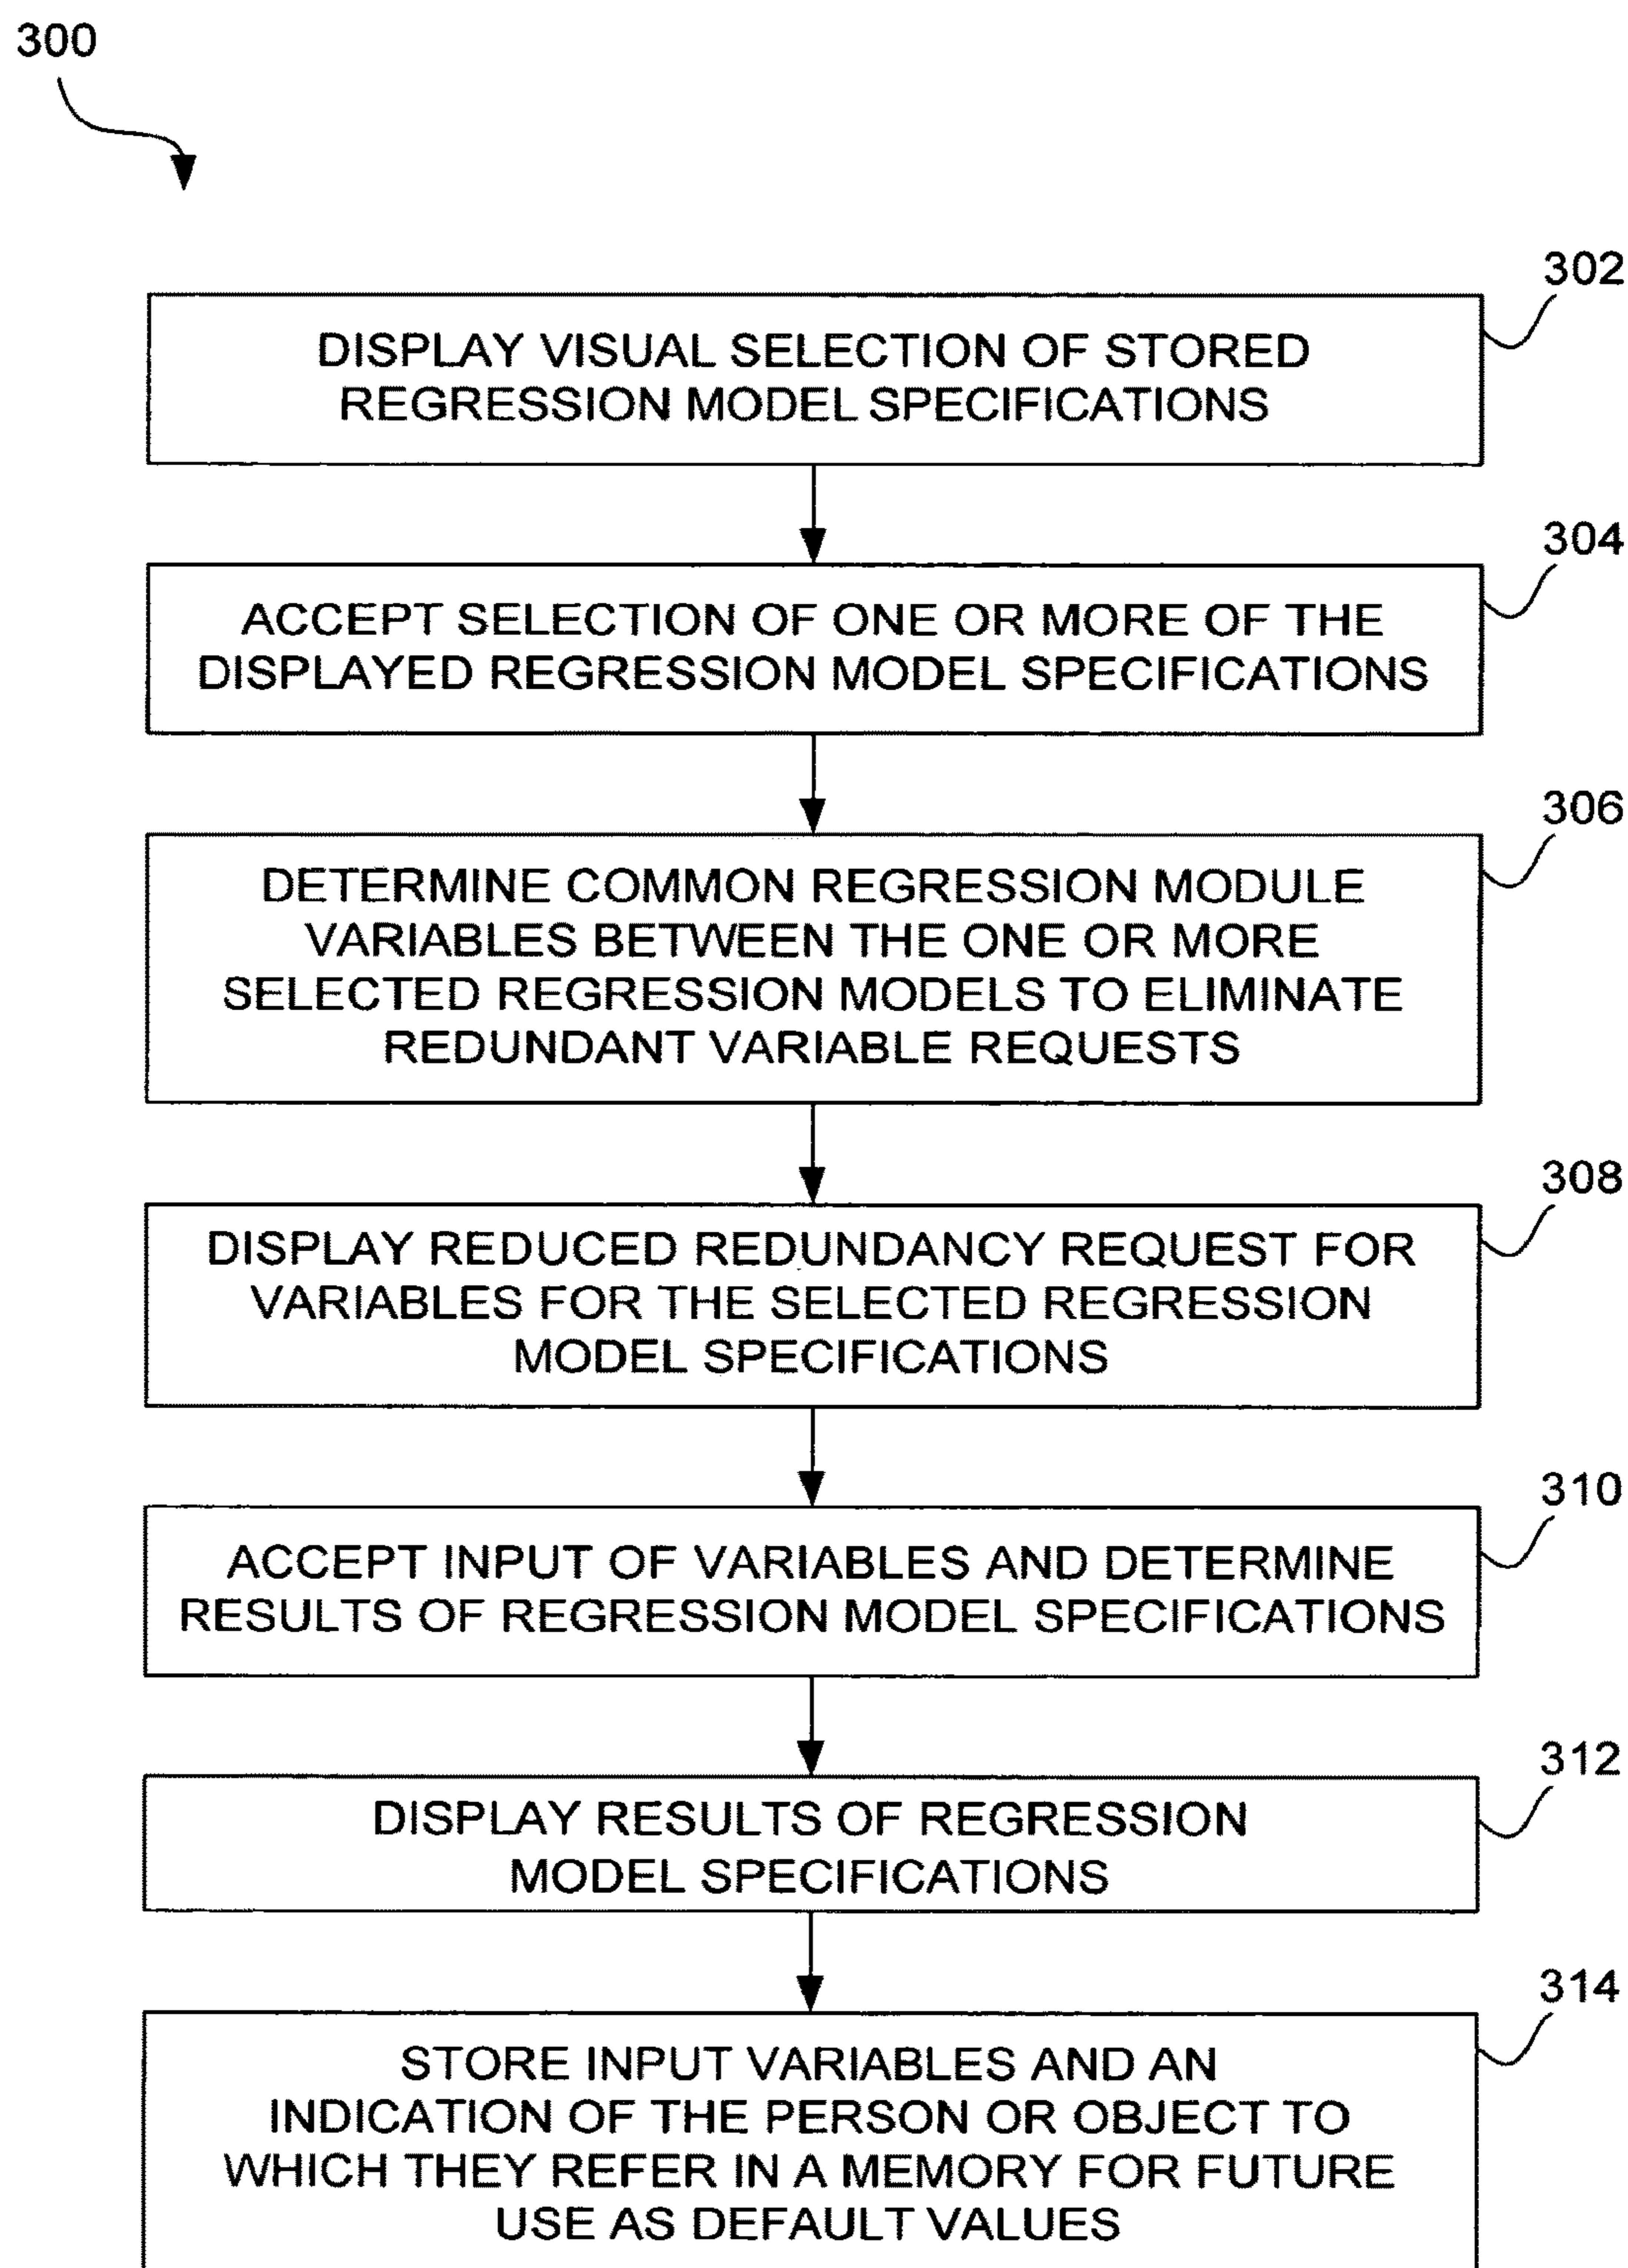 300
302
DISPLAY VISUAL SELECTION OF STORED
REGRESSION MODEL SPECIFICATIONS
304
ACCEPT SELECTION OF ONE OR MORE OF THE
DISPLAYED REGRESSION MODEL SPECIFICATIONS
306
DETERMINE COMMON REGRESSION MODULE
VARIABLES BETWEEN THE ONE OR MORE
SELECTED REGRESSION MODELS TO ELIMINATE
REDUNDANT VARIABLE REQUESTS
308
DISPLAY REDUCED REDUNDANCY REQUEST FOR
VARIABLES FOR THE SELECTED REGRESSION
MODEL SPECIFICATIONS
310
ACCEPT INPUT OF VARIABLES AND DETERMINE
RESULTS OF REGRESSION MODEL SPECIFICATIONS
312
DISPLAY RESULTS OF REGRESSION
MODEL SPECIFICATIONS
314
STORE INPUT VARIABLES AND AN
INDICATION OF THE PERSON OR OBJECT TO
WHICH THEY REFER IN A MEMORY FOR FUTURE
USE AS DEFAULT VALUES